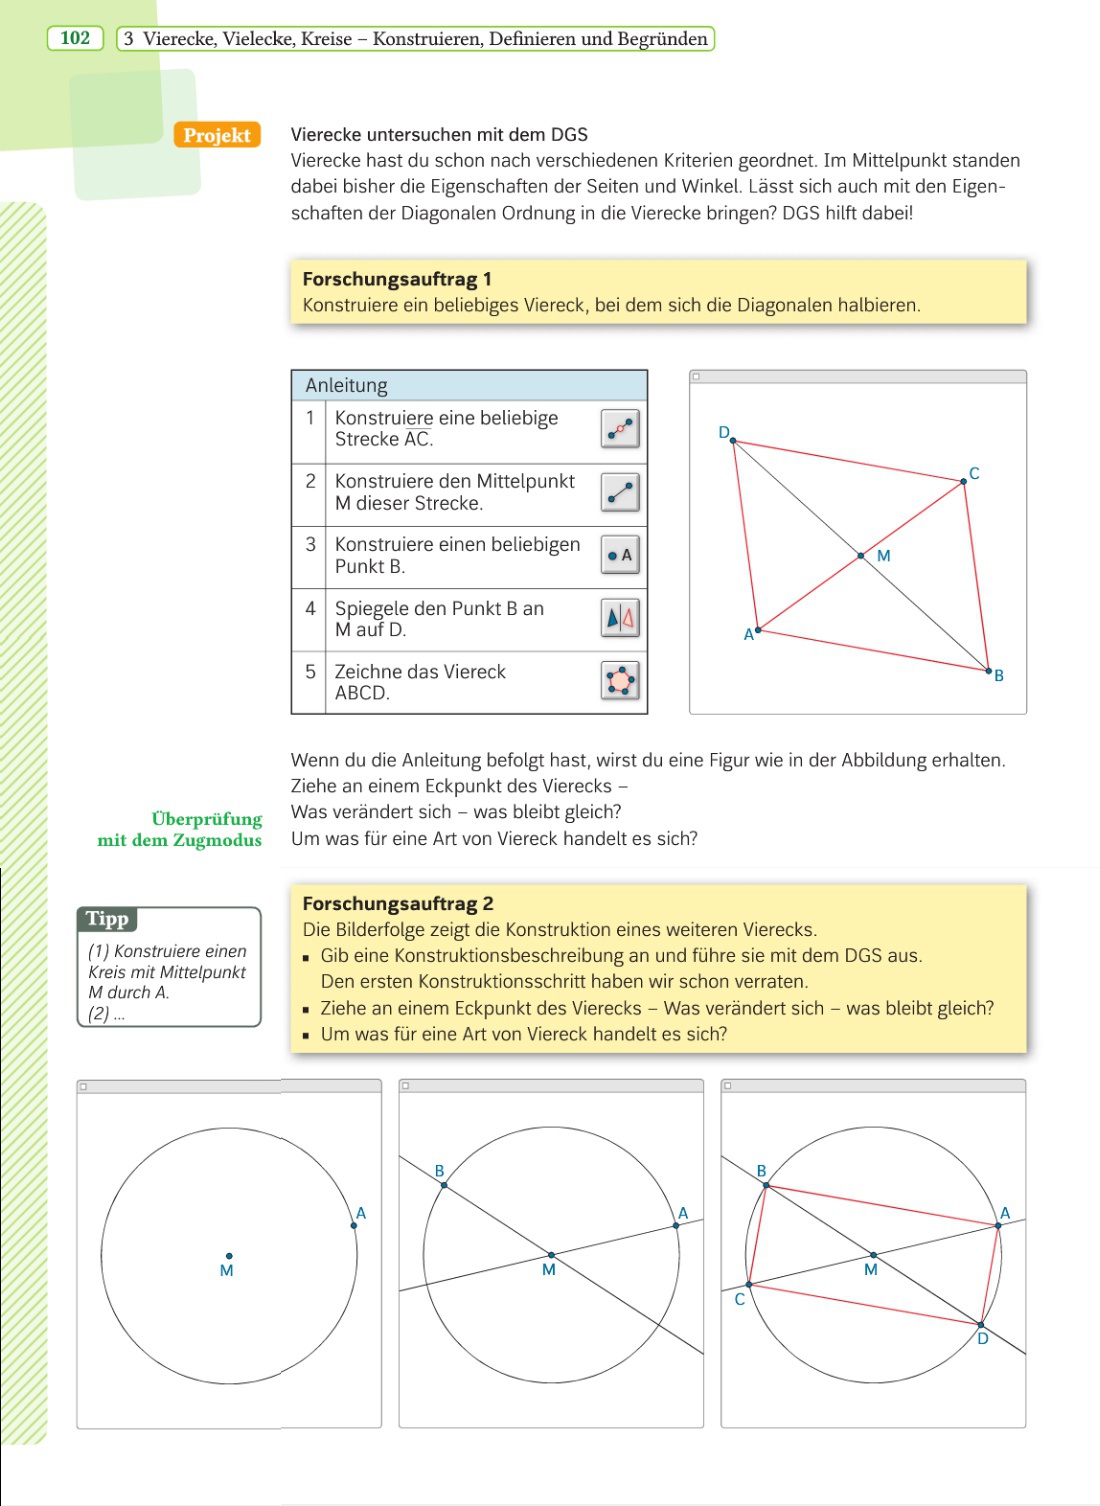 102
3 Vierecke, Vielecke, Kreise – Konstruieren, Definieren und Begründen
Projekt
Vierecke untersuchen mit dem DGS
Vierecke hast du schon nach verschiedenen Kriterien geordnet. Im Mittelpunkt standen
dabei bisher die Eigenschaften der Seiten und Winkel. Lässt sich auch mit den Eigen-
schaften der Diagonalen Ordnung in die Vierecke bringen? DGS hilft dabei!
Forschungsauftrag 1
Konstruiere ein beliebiges Viereck, bei dem sich die Diagonalen halbieren.
Anleitung
1 Konstruiere eine beliebige
Strecke A̅C̅.
2 Konstruiere den Mittelpunkt
M dieser Strecke.
3 Konstruiere einen beliebigen
Punkt B.
A
4 Spiegele den Punkt B an
M auf D.
5 Zeichne das Viereck
ABCD.
D
C
M
A
B
Wenn du die Anleitung befolgt hast, wirst du eine Figur wie in der Abbildung erhalten.
Ziehe an einem Eckpunkt des Vierecks –
Was verändert sich – was bleibt gleich?
Um was für eine Art von Viereck handelt es sich?
Überprüfung
mit dem Zugmodus
Tipp
(1) Konstruiere einen
Kreis mit Mittelpunkt
M durch A.
(2) ...
Forschungsauftrag 2
Die Bilderfolge zeigt die Konstruktion eines weiteren Vierecks.
▪ Gib eine Konstruktionsbeschreibung an und führe sie mit dem DGS aus.
Den ersten Konstruktionsschritt haben wir schon verraten.
▪ Ziehe an einem Eckpunkt des Vierecks – Was verändert sich – was bleibt gleich?
▪ Um was für eine Art von Viereck handelt es sich?
A
M
B
A
M
B
A
M
C
D